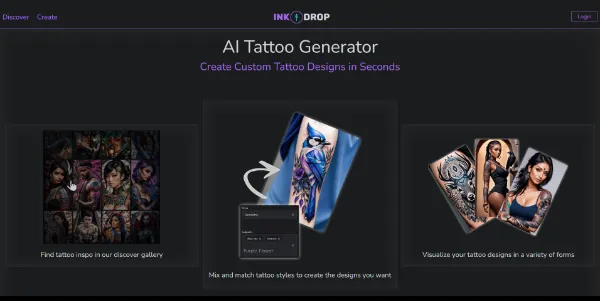 Discover Create INK DROP Login
AI Tattoo Generator
Create Custom Tattoo Designs in Seconds
Purple Flower
Find tattoo inspo in our discover gallery
Mix and match tattoo styles to create the designs you want
Visualize your tattoo designs in a variety of forms